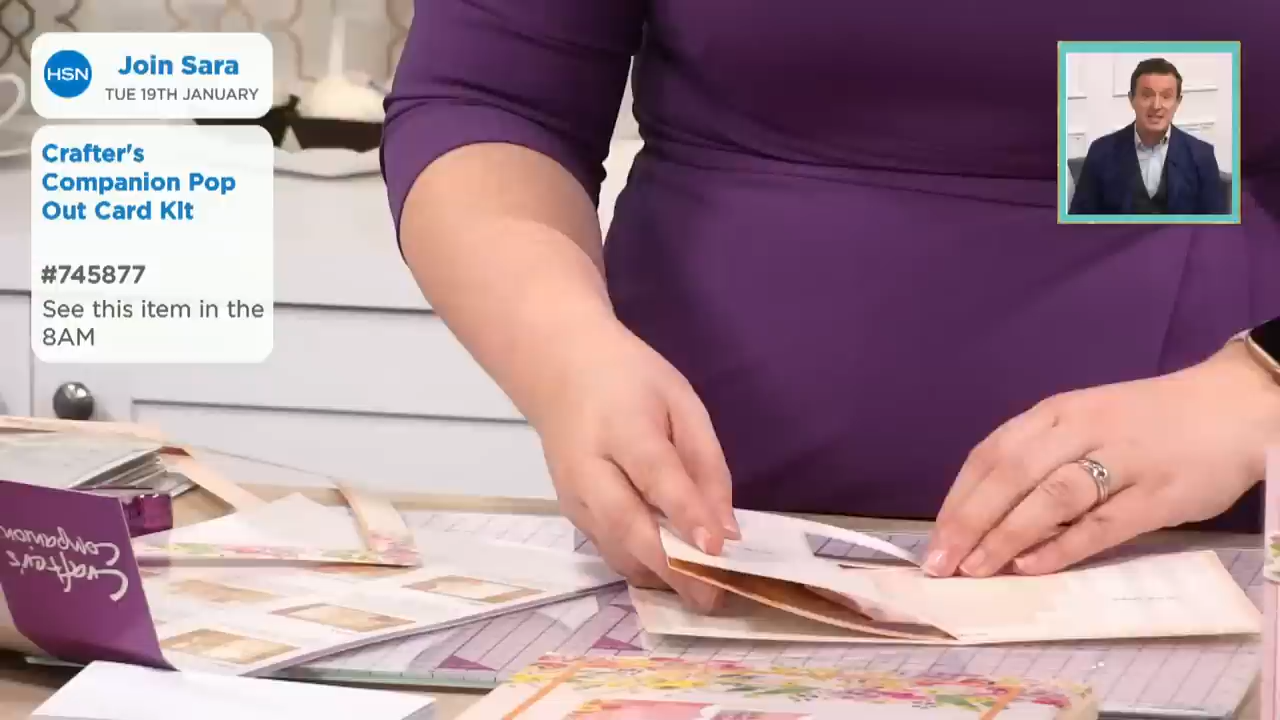 HSN
Join Sara
TUE 19TH JANUARY
Crafter's
Companion Pop
Out Card KIt
#745877
See this item in the
8AM
Crafter's
Companion